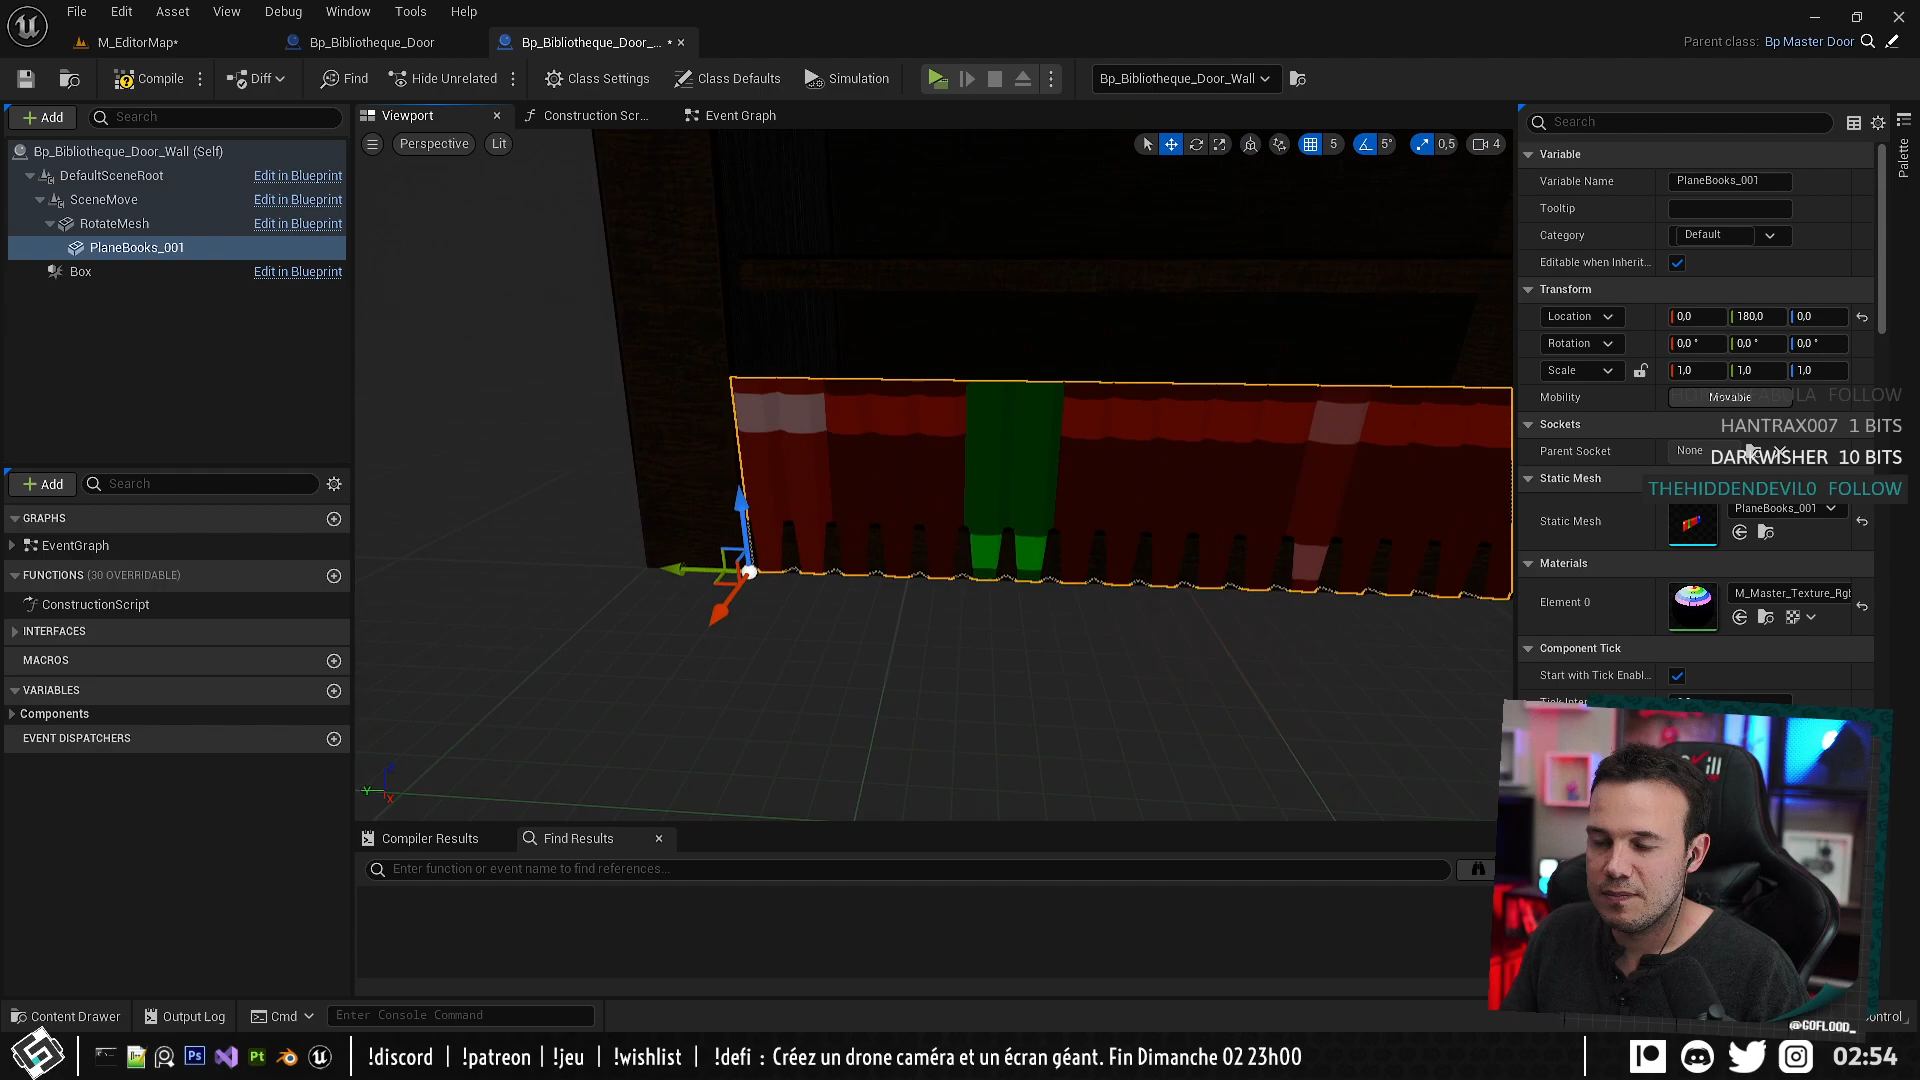 File Edit Asset View Debug Window Tools Help
M_EditorMap* Bp_Bibliotheque_Door Bp_Bibliotheque_Door_... *
Parent class: Bp Master Door
Compile Diff Find Hide Unrelated Class Settings Class Defaults Simulation Bp_Bibliotheque_Door_Wall
Add Search
Bp_Bibliotheque_Door_Wall (Self)
DefaultSceneRoot Edit in Blueprint
SceneMove Edit in Blueprint
RotateMesh Edit in Blueprint
PlaneBooks_001
Box Edit in Blueprint
Add Search
GRAPHS
EventGraph
FUNCTIONS (30 OVERRIDABLE)
ConstructionScript
INTERFACES
MACROS
VARIABLES
Components
EVENT DISPATCHERS
Viewport Construction Scr... Event Graph
Perspective Lit 5 5° 0,5 4
Y Z X
Compiler Results Find Results
Enter function or event name to find references...
Search
Palette
Variable
Variable Name PlaneBooks_001
Tooltip
Category Default
Editable when Inherit...
Transform
Location 0,0 180,0 0,0
Rotation 0,0 ° 0,0 ° 0,0 °
Scale 1,0 1,0 1,0
Mobility Movable
FOLLOW
Sockets
HANTRAX007 1 BITS
Parent Socket None
DARKWISHER 10 BITS
Static Mesh
THEHIDDENDEVIL0 FOLLOW
Static Mesh PlaneBooks_001
Materials
Element 0 M_Master_Texture_Rgb
Component Tick
Start with Tick Enabl...
@GOFLOOD_
Content Drawer Output Log Cmd Enter Console Command
!discord | !patreon | !jeu | !wishlist | !defi : Créez un drone caméra et un écran géant. Fin Dimanche 02 23h00
02:54